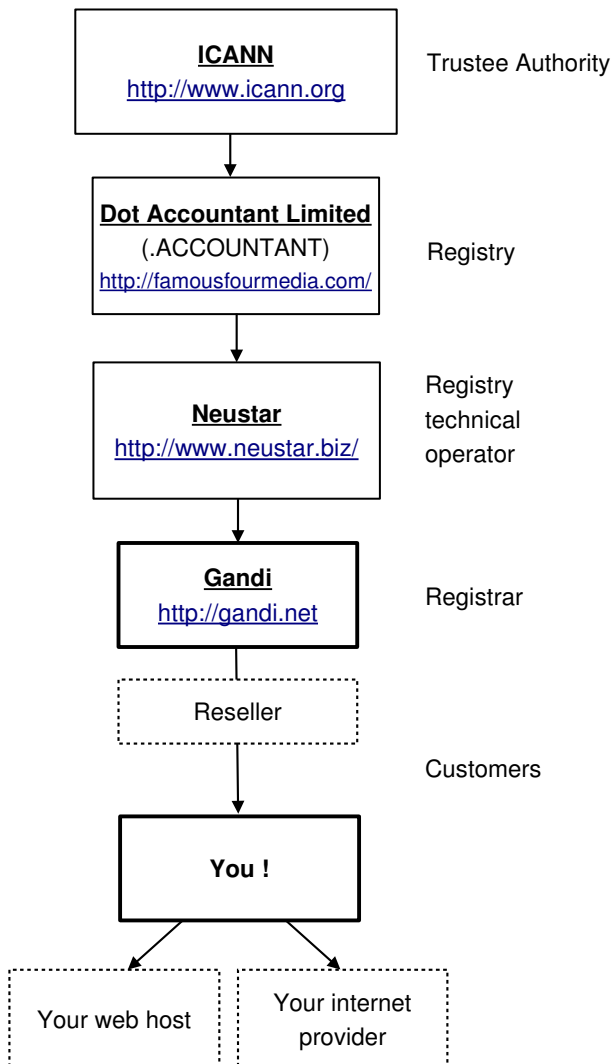 ICANN
http://www.icann.org
Trustee Authority
Dot Accountant Limited
(.ACCOUNTANT)
http://famousfourmedia.com/
Registry
Neustar
http://www.neustar.biz/
Registry
technical
operator
Gandi
http://gandi.net
Registrar
Reseller
Customers
You !
Your web host
Your internet
provider